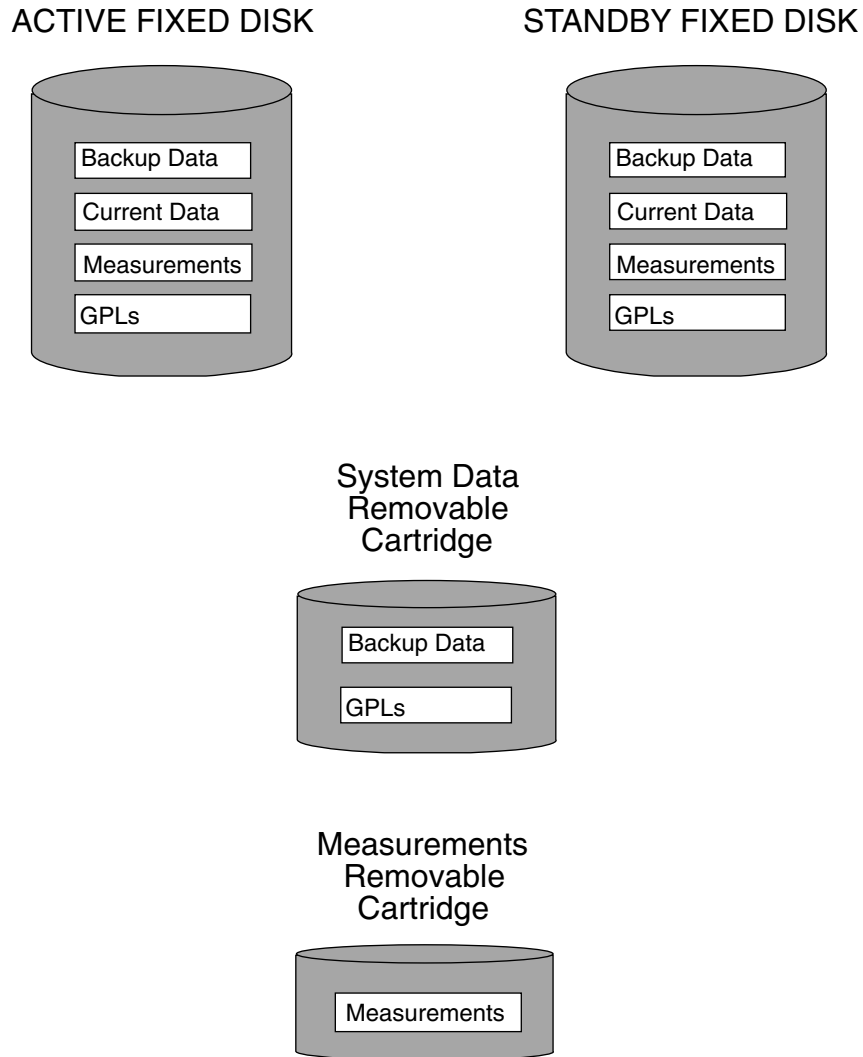 ACTIVE FIXED DISK
STANDBY FIXED DISK
Backup Data
Current Data
Measurements
GPLs
Backup Data
Current Data
Measurements
GPLs
System Data
Removable
Cartridge
Backup Data
GPLs
Measurements
Removable
Cartridge
Measurements